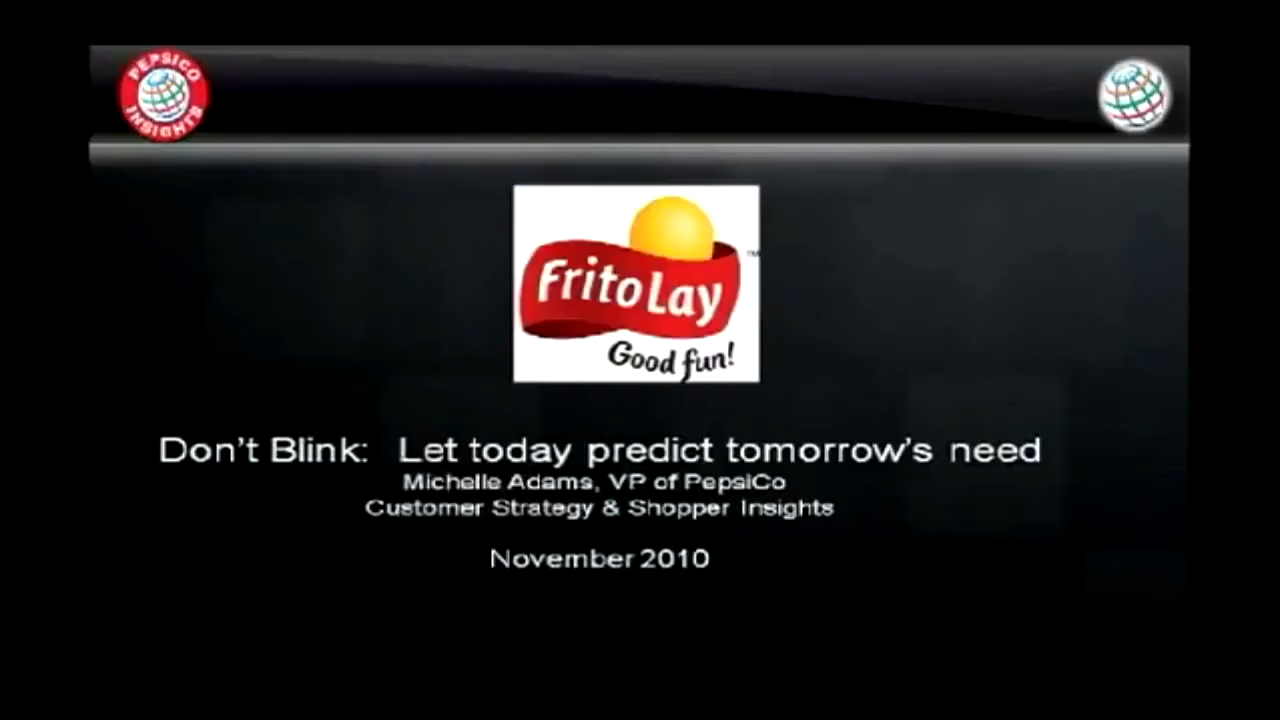 PEPSICO
INSIGHTS
FritoLay
TM
Good fun!
Don't Blink: Let today predict tomorrow's need
Michelle Adams, VP of PepsiCo
Customer Strategy & Shopper Insights
November 2010